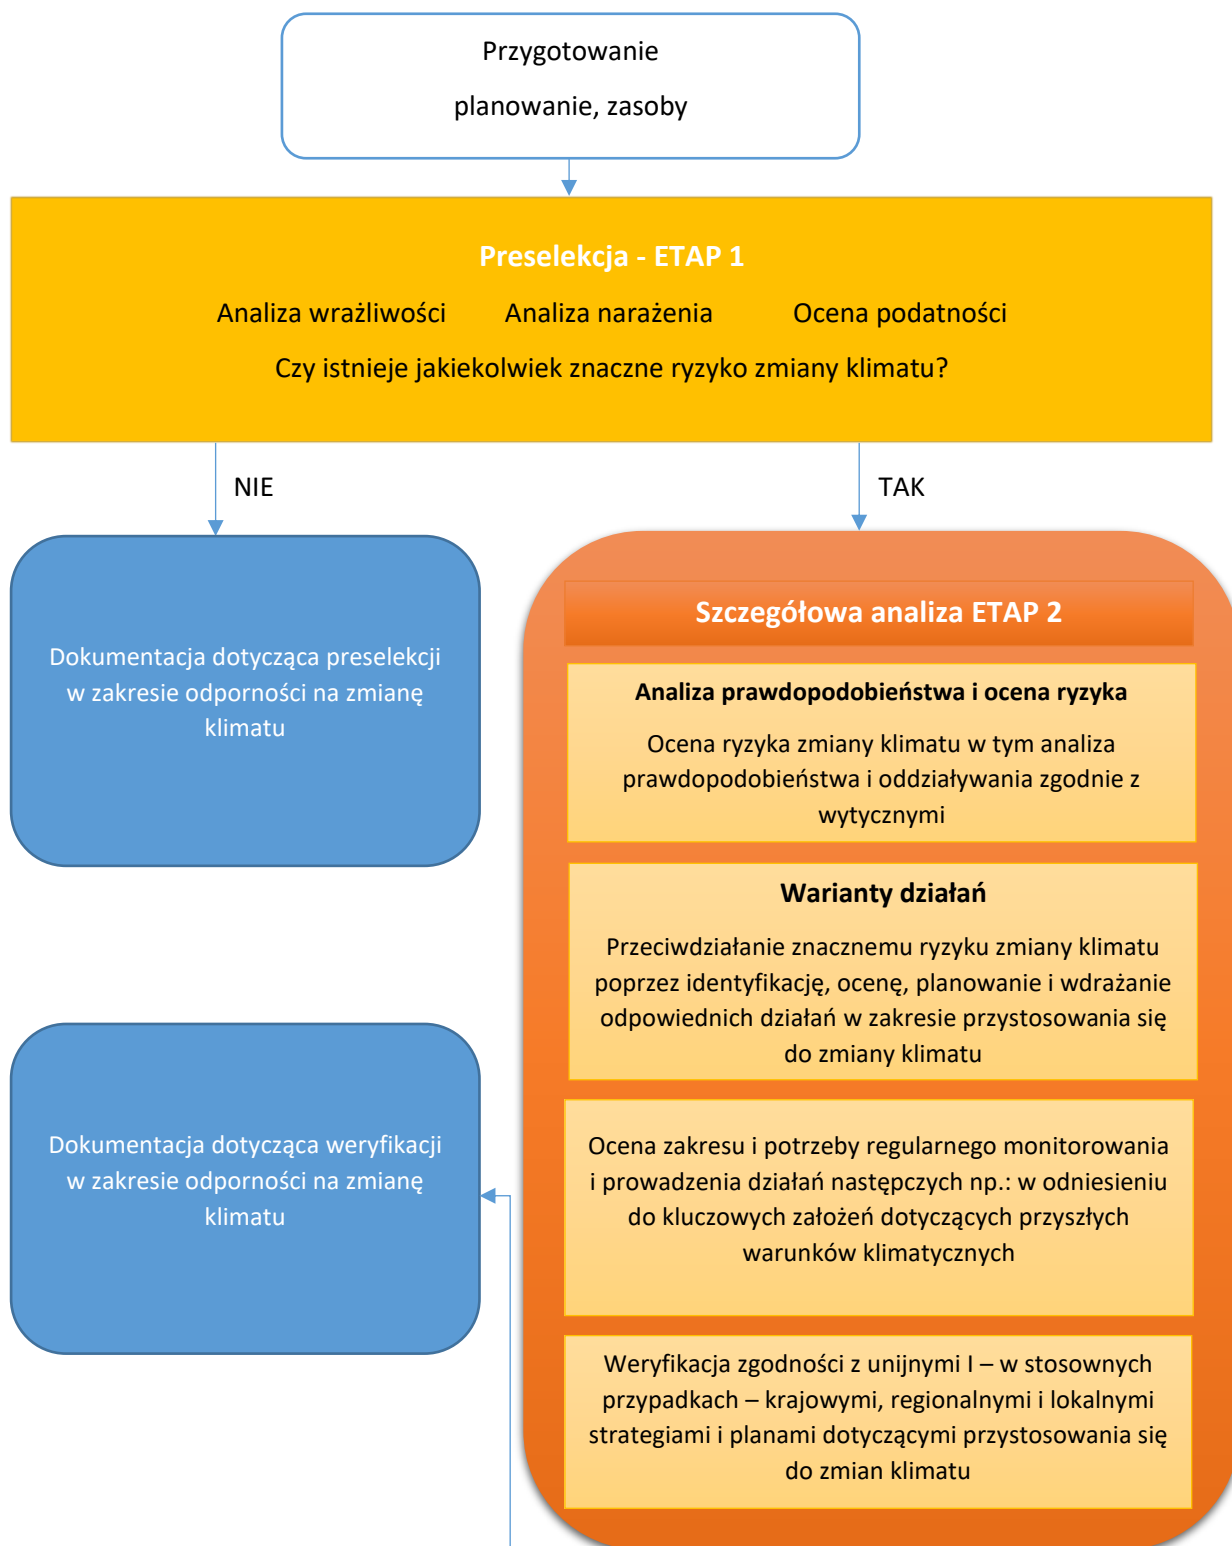 Przygotowanie
planowanie, zasoby
Preselekcja - ETAP 1
Analiza wrażliwości Analiza narażenia Ocena podatności
Czy istnieje jakiekolwiek znaczne ryzyko zmiany klimatu?
NIE
TAK
Dokumentacja dotycząca preselekcji
w zakresie odporności na zmianę
klimatu
Szczegółowa analiza ETAP 2
Analiza prawdopodobieństwa i ocena ryzyka
Ocena ryzyka zmiany klimatu w tym analiza
prawdopodobieństwa i oddziaływania zgodnie z
wytycznymi
Warianty działań
Przeciwdziałanie znacznemu ryzyku zmiany klimatu
poprzez identyfikację, ocenę, planowanie i wdrażanie
odpowiednich działań w zakresie przystosowania się
do zmiany klimatu
Dokumentacja dotycząca weryfikacji
w zakresie odporności na zmianę
klimatu
Ocena zakresu i potrzeby regularnego monitorowania
i prowadzenia działań następczych np.: w odniesieniu
do kluczowych założeń dotyczących przyszłych
warunków klimatycznych
Weryfikacja zgodności z unijnymi I – w stosownych
przypadkach – krajowymi, regionalnymi i lokalnymi
strategiami i planami dotyczącymi przystosowania się
do zmian klimatu